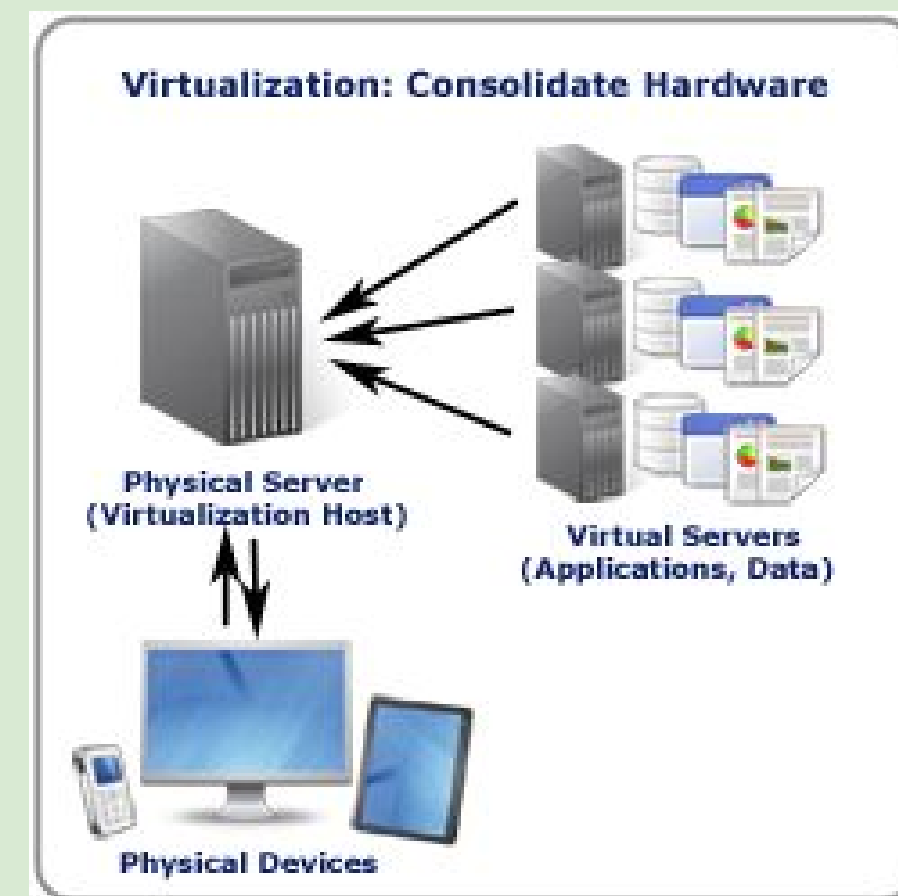 Virtualization: Consolidate Hardware
Physical Server
(Virtualization Host)
Virtual Servers
(Applications, Data)
Physical Devices